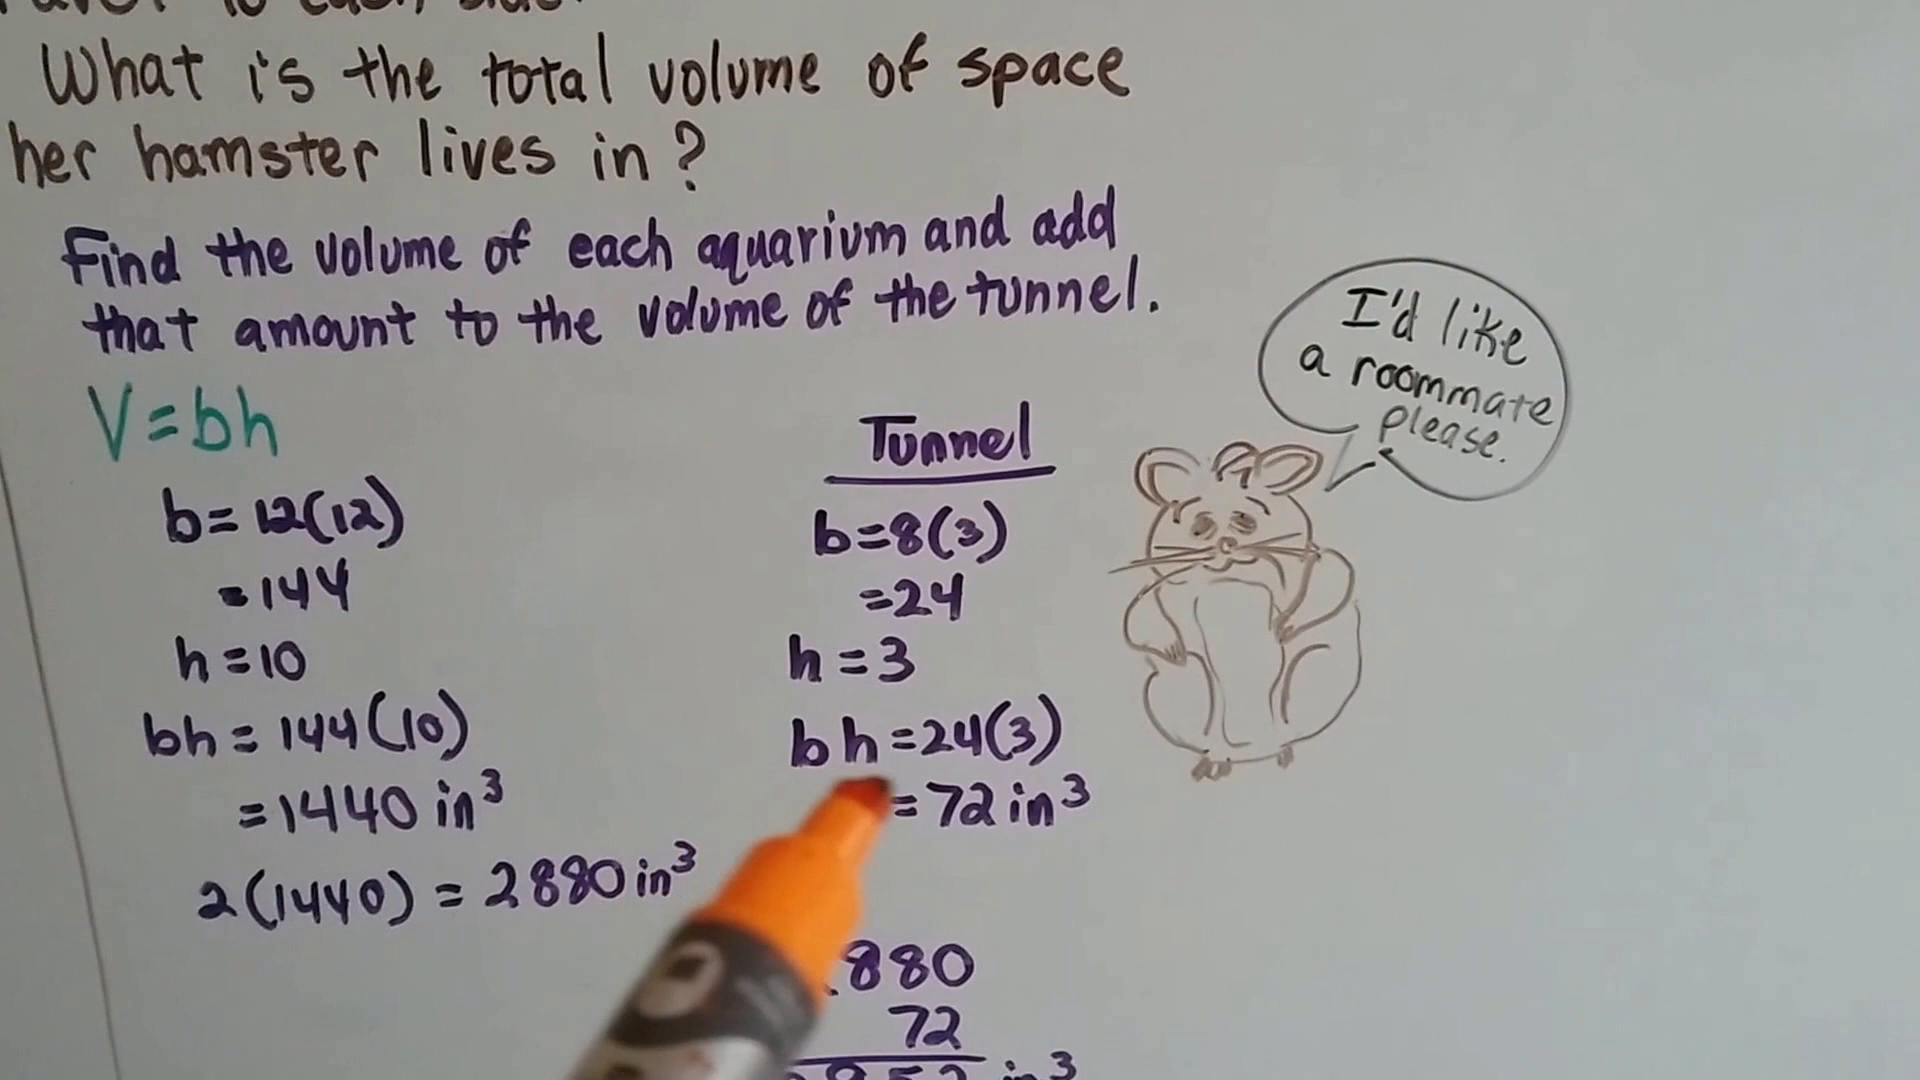 What is the total volume of space
her hamster lives in?
Find the volume of each aquarium and add
that amount to the volume of the tunnel.
V=bh
b=12(12)
=144
h=10
bh=144(10)
=1440 in³
2(1440)=2880 in³
Tunnel
b=8(3)
=24
h=3
bh=24(3)
=72 in³
880
72
in³
I'd like
a roommate
please.